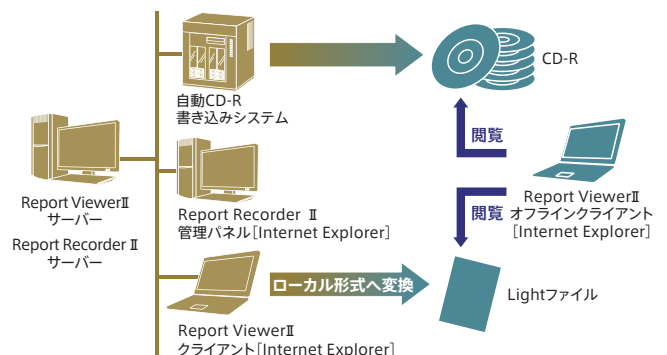 自動CD-R
書き込みシステム
CD-R
閲覧
Report ViewerⅡ
サーバー
Report Recorder Ⅱ
サーバー
Report Recorder Ⅱ
管理パネル[Internet Explorer]
Report ViewerⅡ
オフラインクライアント
[Internet Explorer]
閲覧
ローカル形式へ変換
Lightファイル
Report ViewerⅡ
クライアント[Internet Explorer]